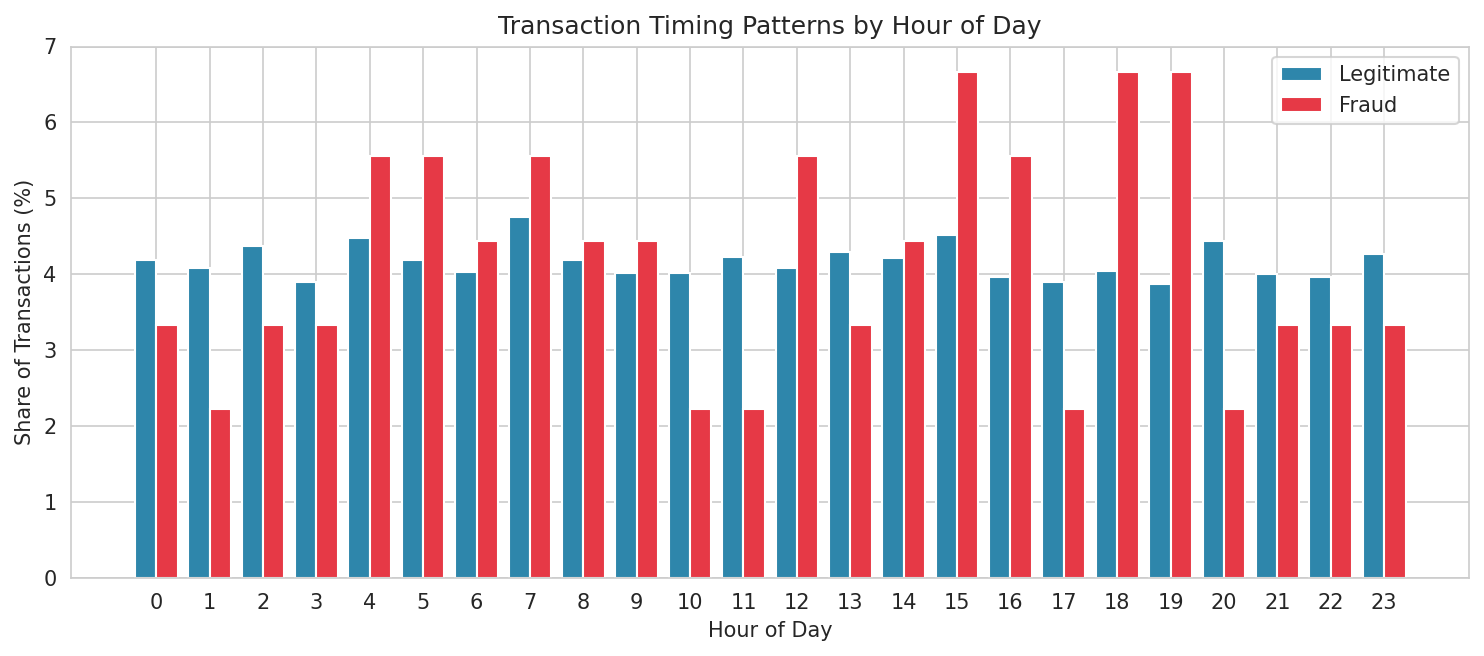 Transaction Timing Patterns by Hour of Day
Legitimate
Fraud
Share of Transactions (%)
7
6
5
4
3
2
1
0
0 1 2 3 4 5 6 7 8 9 10 11 12 13 14 15 16 17 18 19 20 21 22 23
Hour of Day